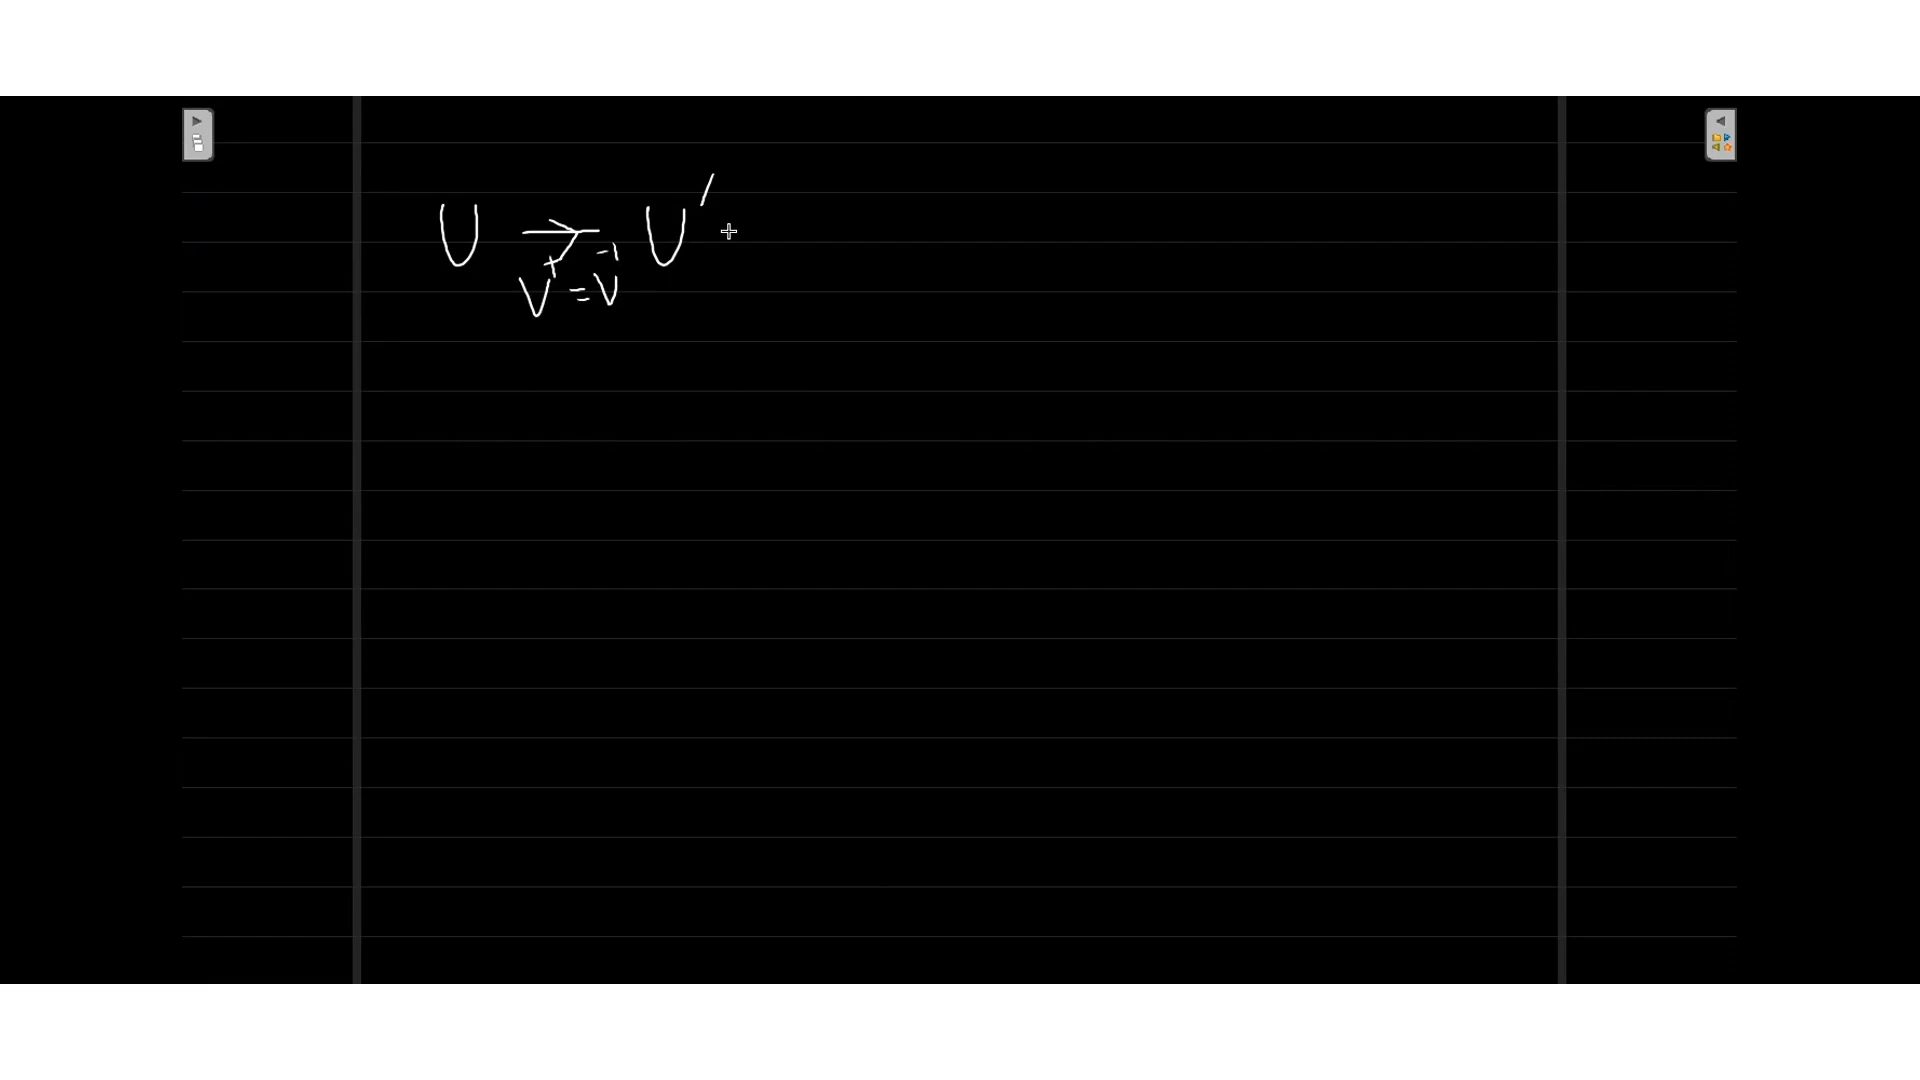 U → U′
V⁺ = V⁻¹